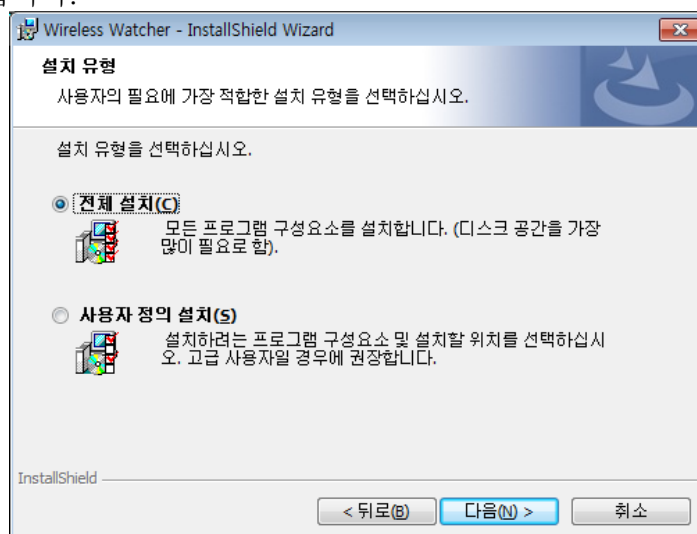 Wireless Watcher - InstallShield Wizard
설치 유형
사용자의 필요에 가장 적합한 설치 유형을 선택하십시오.
설치 유형을 선택하십시오.
전체 설치(C)
모든 프로그램 구성요소를 설치합니다. (디스크 공간을 가장
많이 필요로 함).
사용자 정의 설치(S)
설치하려는 프로그램 구성요소 및 설치할 위치를 선택하십시
오. 고급 사용자일 경우에 권장합니다.
InstallShield
< 뒤로(B) 다음(N) > 취소